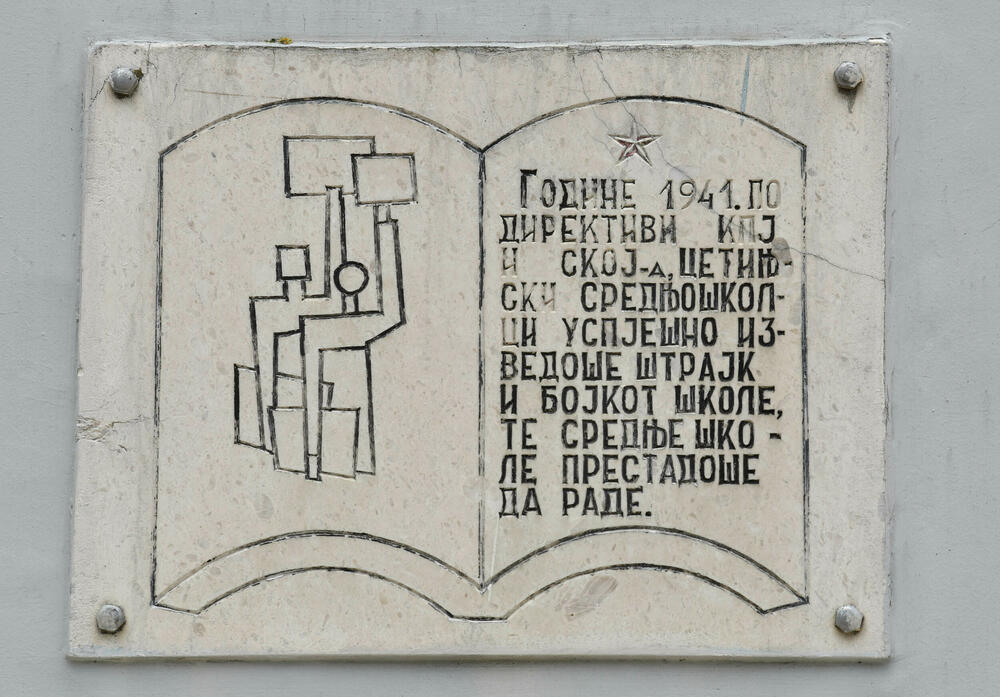 ГОДИНЕ 1941. ПО
ДИРЕКТИВИ КПЈ
И СКОЈ-А, ЦЕТИЊ-
СКИ СРЕДЊОШКОЛ-
ЦИ УСПЈЕШНО ИЗ-
ВЕДОШЕ ШТРАЈК
И БОЈКОТ ШКОЛЕ,
ТЕ СРЕДЊЕ ШКО-
ЛЕ ПРЕСТАДОШЕ
ДА РАДЕ.